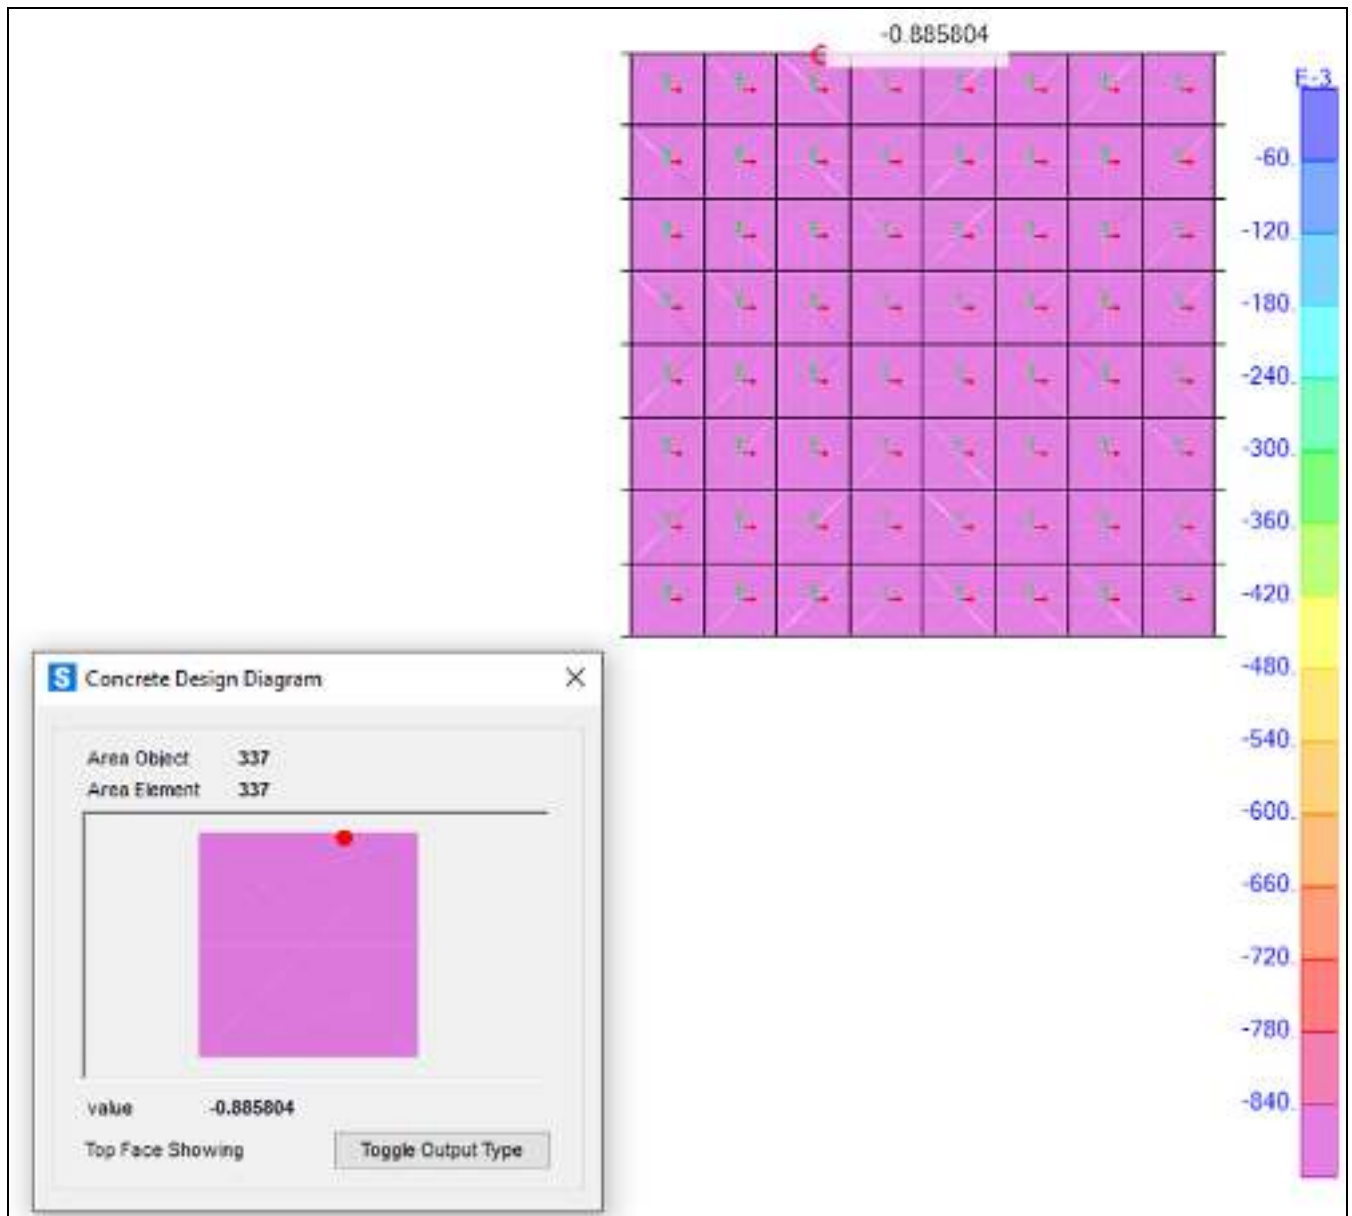 -0.885804
E-3
-60.
-120.
-180.
-240.
-300.
-360.
-420.
-480.
-540.
-600.
-660.
-720.
-780.
-840.
S Concrete Design Diagram
Area Object 337
Area Element 337
value -0.885804
Top Face Showing Toggle Output Type